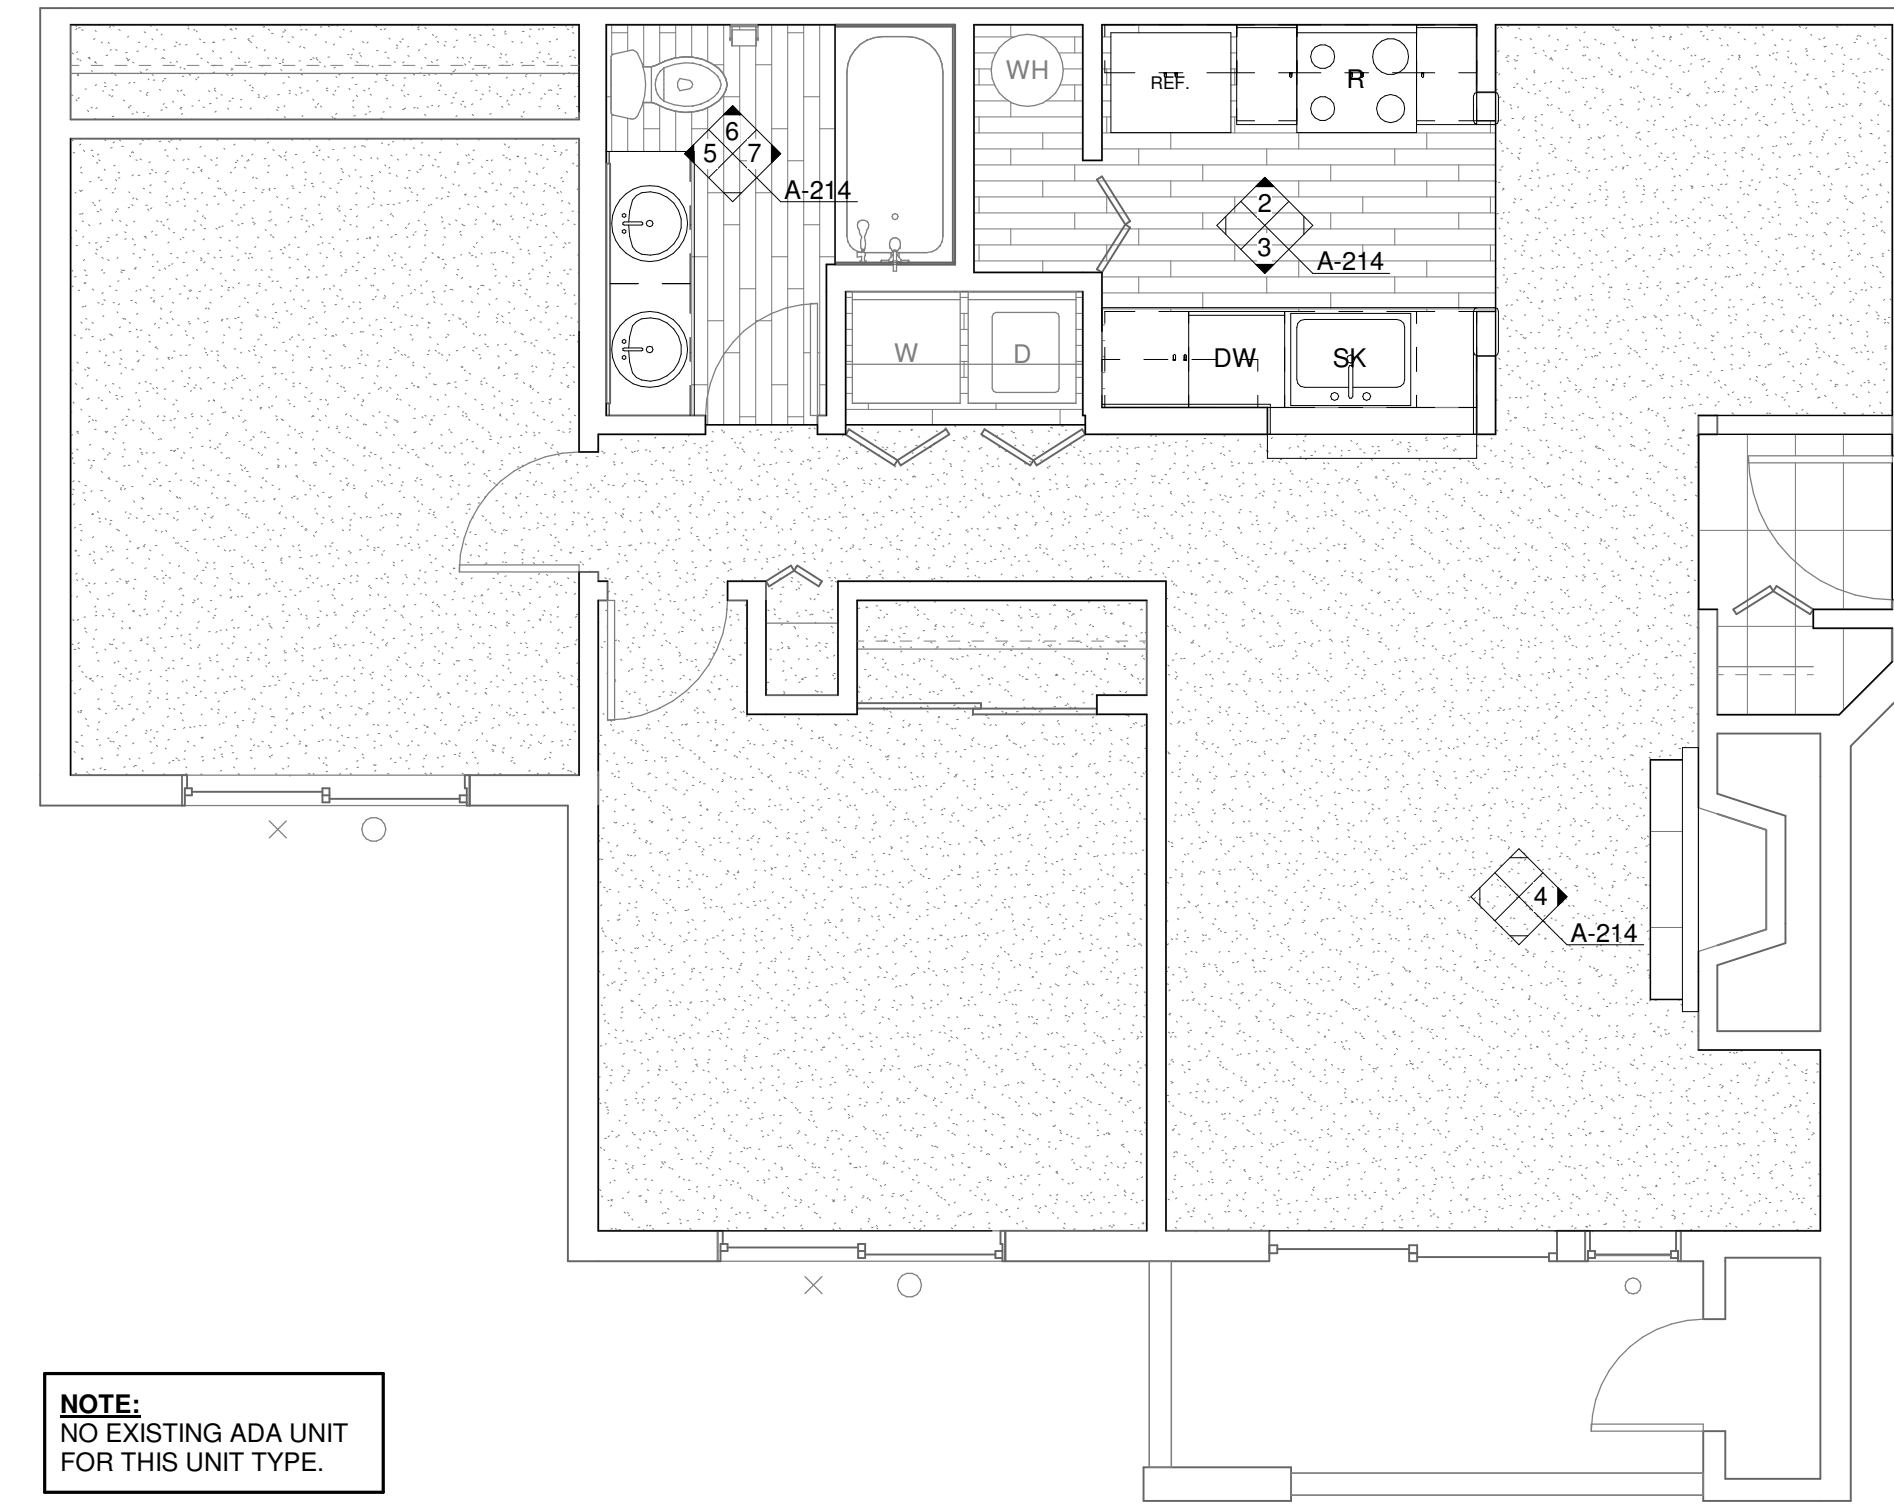 WH
REF.
R
6
5 7
A-214
2
3
A-214
W
D
DW
SK
4
A-214
NOTE:
NO EXISTING ADA UNIT
FOR THIS UNIT TYPE.